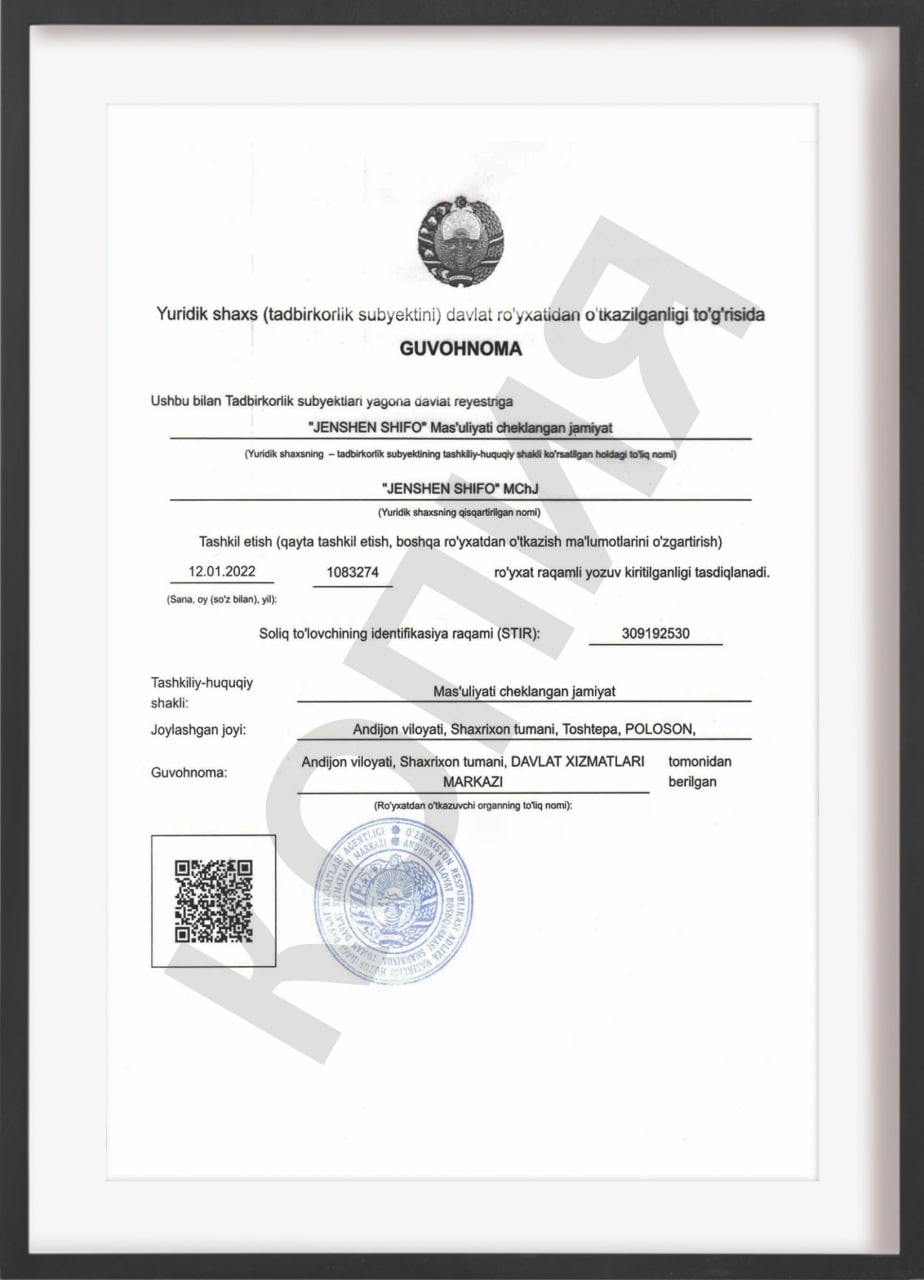 Yuridik shaxs (tadbirkorlik subyektini) davlat ro'yxatidan o'tkazilganligi to'g'risida
GUVOHNOMA
Ushbu bilan Tadbirkorlik subyektiari yagona davlat reyestriga
"JENSHEN SHIFO" Mas'uliyati cheklangan jamiyat
(Yuridik shaxsning – tadbirkorlik subyektining tashkiliy-huquqiy shakli ko'rsatilgan holdagi to'liq nomi)
"JENSHEN SHIFO" MChJ
(Yuridik shaxsning qisqartirilgan nomi)
Tashkil etish (qayta tashkil etish, boshqa ro'yxatdan o'tkazish ma'lumotlarini o'zgartirish)
12.01.2022 1083274 ro'yxat raqamli yozuv kiritilganligi tasdiqlanadi.
(Sana, oy (so'z bilan), yil):
Soliq to'lovchining identifikasiya raqami (STIR): 309192530
Tashkiliy-huquqiy
shakli: Mas'uliyati cheklangan jamiyat
Joylashgan joyi: Andijon viloyati, Shaxrixon tumani, Toshtepa, POLOSON,
Guvohnoma: Andijon viloyati, Shaxrixon tumani, DAVLAT XIZMATLARI tomonidan
MARKAZI berilgan
(Ro'yxatdan o'tkazuvchi organning to'liq nomi):
O'ZBEKISTON RESPUBLIKASI ADLIYA VAZIRLIGI HUZURIDAGI DAVLAT XIZMATLARI AGENTLIGI
ANDIJON VILOYAT BOSHQARMASI SHAHRIXON TUMAN DAVLAT XIZMATLARI MARKAZI
КОПИЯ